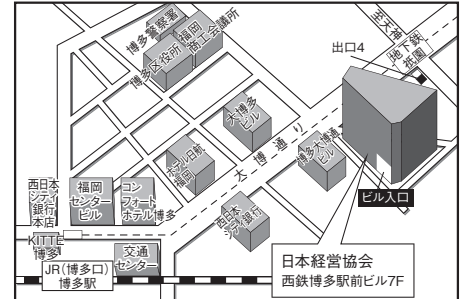 博多警察署
福岡
商工会議所
博多区役所
至天神
地下鉄
祇園
出口4
大博多
ビル
大博通り
ホテル日航
福岡
博多大博通
ビル
西日本
シティ
銀行
本店
福岡
センター
ビル
コン
フォート
ホテル博多
西日本
シティ銀行
ビル入口
KITTE
博多
交通
センター
JR(博多口)
博多駅
日本経営協会
西鉄博多駅前ビル7F